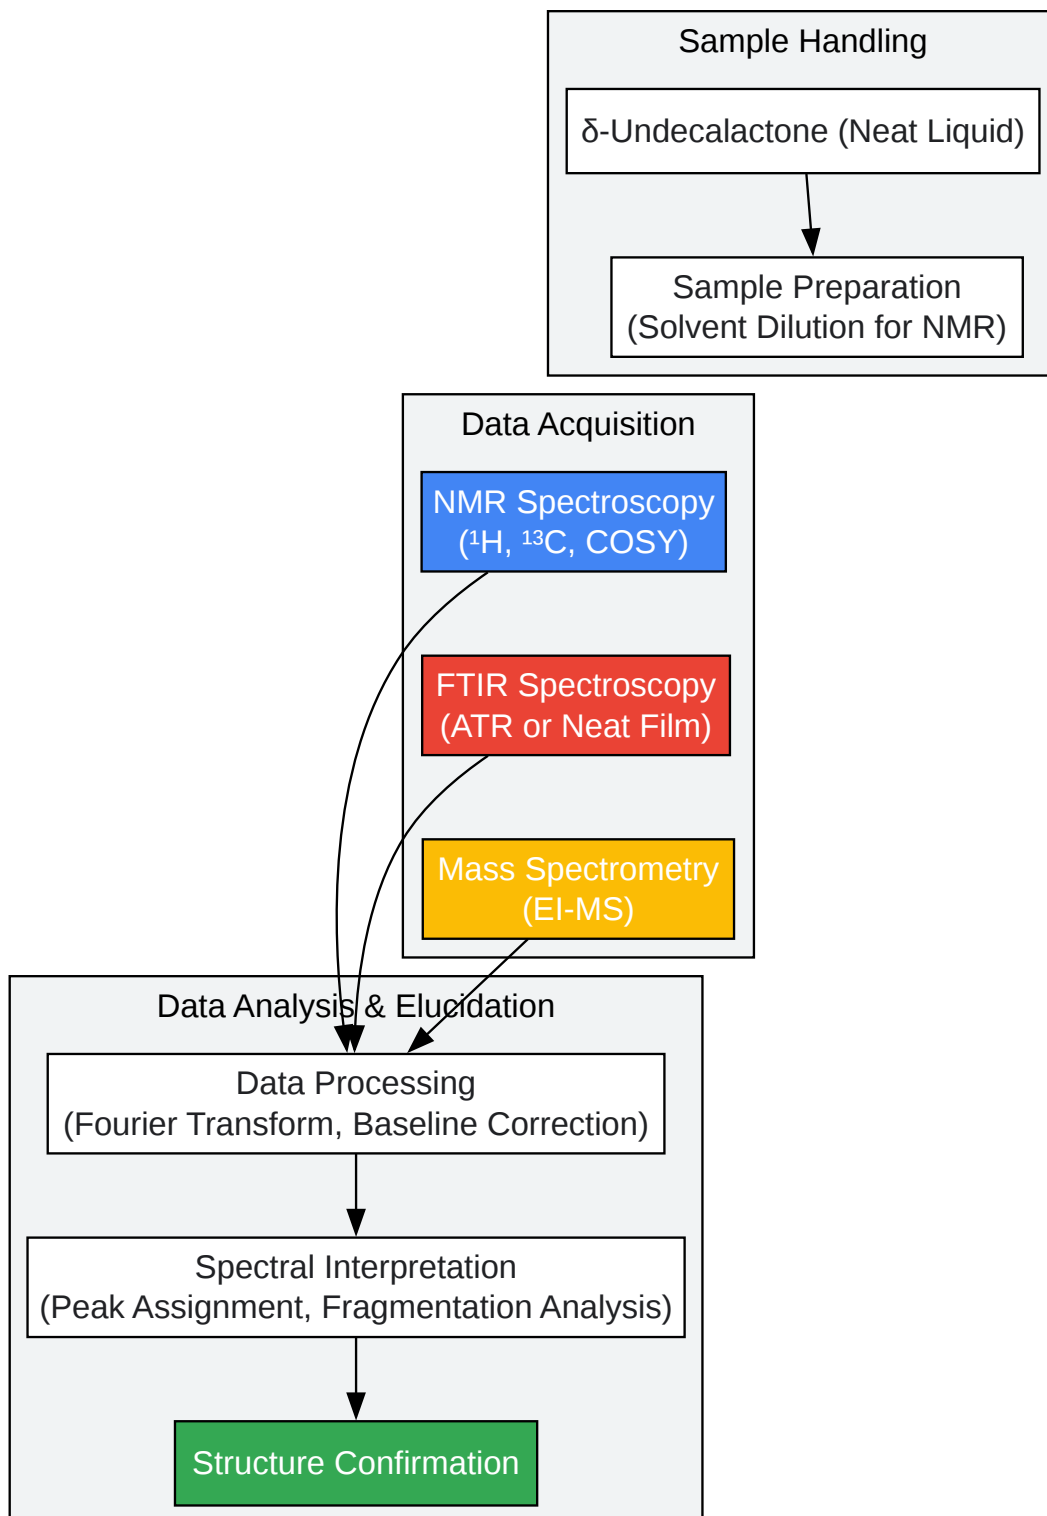 Sample Handling
δ-Undecalactone (Neat Liquid)
Sample Preparation
(Solvent Dilution for NMR)
Data Acquisition
NMR Spectroscopy
(¹H, ¹³C, COSY)
FTIR Spectroscopy
(ATR or Neat Film)
Mass Spectrometry
(EI-MS)
Data Analysis & Elucidation
Data Processing
(Fourier Transform, Baseline Correction)
Spectral Interpretation
(Peak Assignment, Fragmentation Analysis)
Structure Confirmation